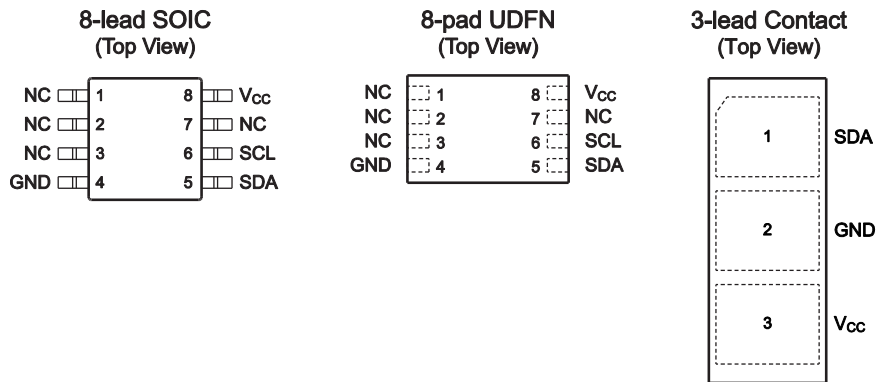 8-lead SOIC
(Top View)
NC 1 8 VCC
NC 2 7 NC
NC 3 6 SCL
GND 4 5 SDA
8-pad UDFN
(Top View)
NC 1 8 VCC
NC 2 7 NC
NC 3 6 SCL
GND 4 5 SDA
3-lead Contact
(Top View)
1 SDA
2 GND
3 VCC